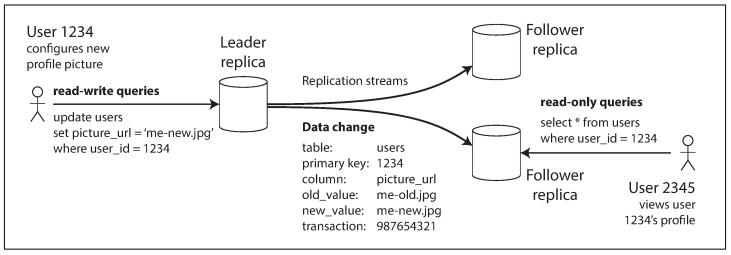 User 1234
configures new
profile picture
read-write queries
update users
set picture_url = ‘me-new.jpg’
where user_id = 1234
Leader
replica
Replication streams
Data change
table: users
primary key: 1234
column: picture_url
old_value: me-old.jpg
new_value: me-new.jpg
transaction: 987654321
Follower
replica
read-only queries
select * from users
where user_id = 1234
Follower
replica
User 2345
views user
1234’s profile